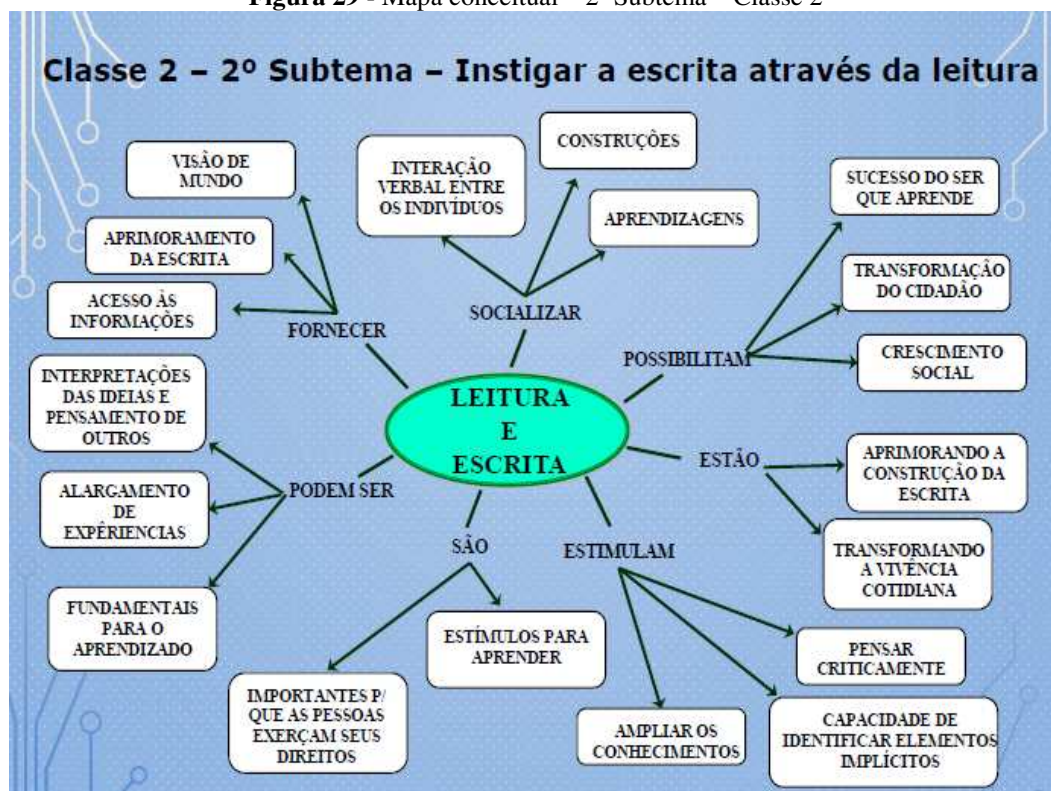 Figura 29 - Mapa conceitual – 2º Subtema – Classe 2
Classe 2 – 2º Subtema – Instigar a escrita através da leitura
VISÃO DE
MUNDO
APRIMORAMENTO
DA ESCRITA
ACESSO ÀS
INFORMAÇÕES
FORNECER
INTERAÇÃO
VERBAL ENTRE
OS INDIVÍDUOS
CONSTRUÇÕES
APRENDIZAGENS
SOCIALIZAR
SUCESSO DO SER
QUE APRENDE
TRANSFORMAÇÃO
DO CIDADÃO
CRESCIMENTO
SOCIAL
POSSIBILITAM
LEITURA
E
ESCRITA
INTERPRETAÇÕES
DAS IDEIAS E
PENSAMENTO DE
OUTROS
ALARGAMENTO
DE
EXPÊRIENCIAS
FUNDAMENTAIS
PARA O
APRENDIZADO
PODEM SER
ESTÃO
APRIMORANDO A
CONSTRUÇÃO DA
ESCRITA
TRANSFORMANDO
A VIVÊNCIA
COTIDIANA
SÃO
IMPORTANTES P/
QUE AS PESSOAS
EXERÇAM SEUS
DIREITOS
ESTÍMULOS PARA
APRENDER
ESTIMULAM
PENSAR
CRITICAMENTE
CAPACIDADE DE
IDENTIFICAR ELEMENTOS
IMPLÍCITOS
AMPLIAR OS
CONHECIMENTOS